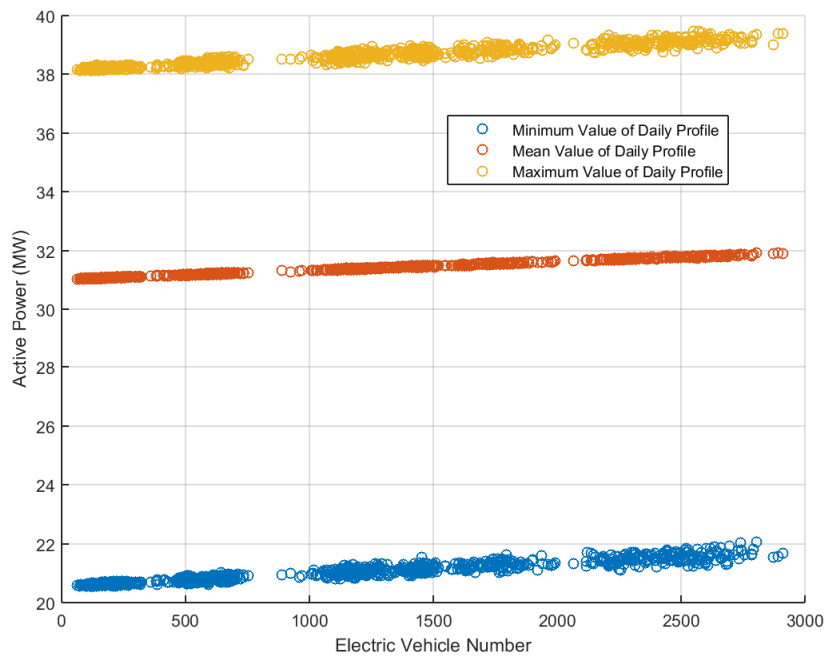 40
38
36
34
32
30
28
26
24
22
20
Active Power (MW)
Minimum Value of Daily Profile
Mean Value of Daily Profile
Maximum Value of Daily Profile
0 500 1000 1500 2000 2500 3000
Electric Vehicle Number